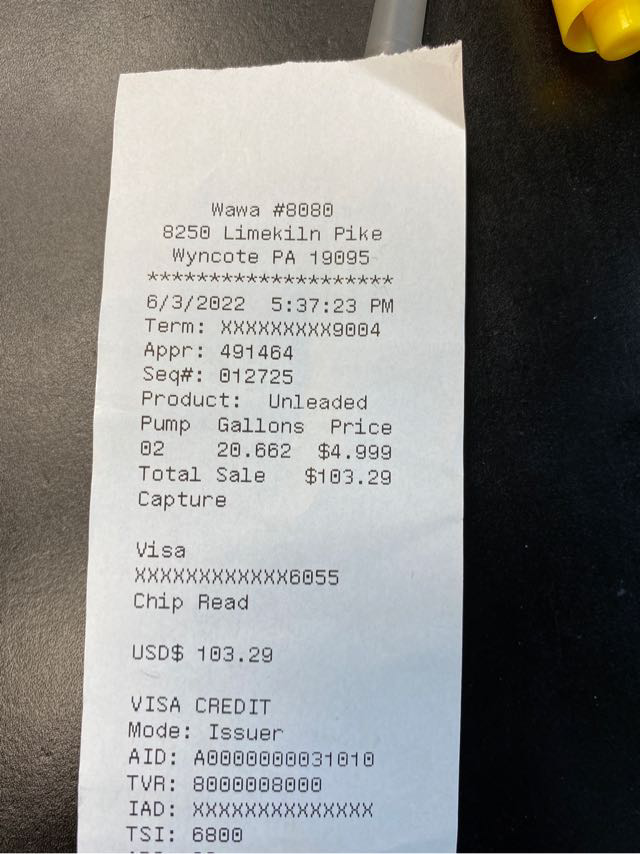 Wawa #8080
8250 Limekiln Pike
Wyncote PA 19095
********************
6/3/2022 5:37:23 PM
Term: XXXXXXXXX9004
Appr: 491464
Seq#: 012725
Product: Unleaded
Pump Gallons Price
02 20.662 $4.999
Total Sale $103.29
Capture
Visa
XXXXXXXXXXXX6055
Chip Read
USD$ 103.29
VISA CREDIT
Mode: Issuer
AID: A0000000031010
TVR: 8000008000
IAD: XXXXXXXXXXXXXX
TSI: 6800